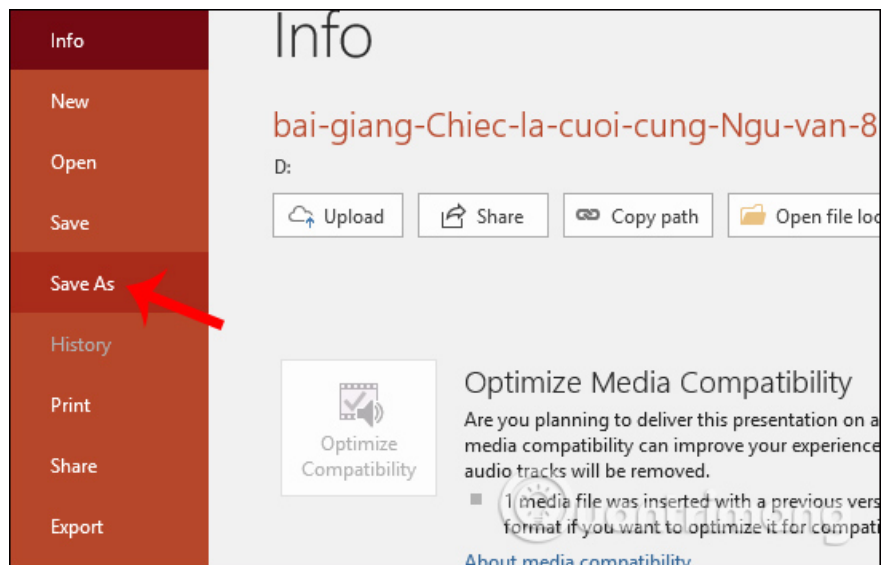 Info
New
Open
Save
Save As
History
Print
Share
Export
Info
bai-giang-Chiec-la-cuoi-cung-Ngu-van-8
D:
Upload
Share
Copy path
Open file loc
Optimize
Compatibility
Optimize Media Compatibility
Are you planning to deliver this presentation on a
media compatibility can improve your experience
audio tracks will be removed.
1 media file was inserted with a previous vers
format if you want to optimize it for compati
About media compatibility
Quantrimang